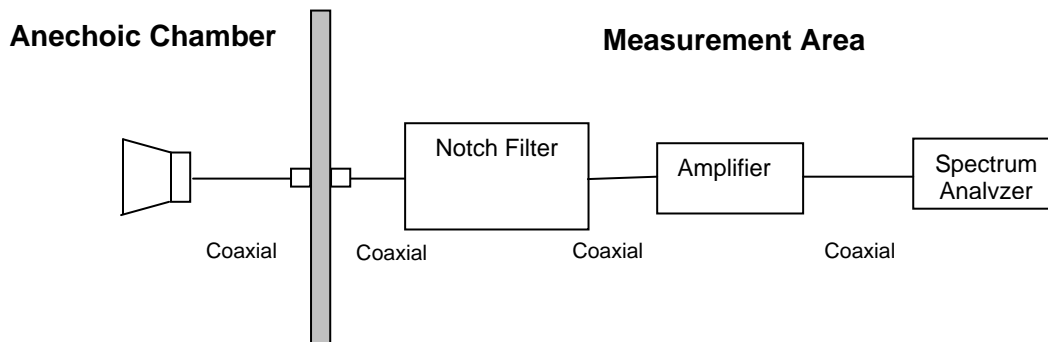 Anechoic Chamber
Measurement Area
Notch Filter
Amplifier
Spectrum
Analvzer
Coaxial
Coaxial
Coaxial
Coaxial